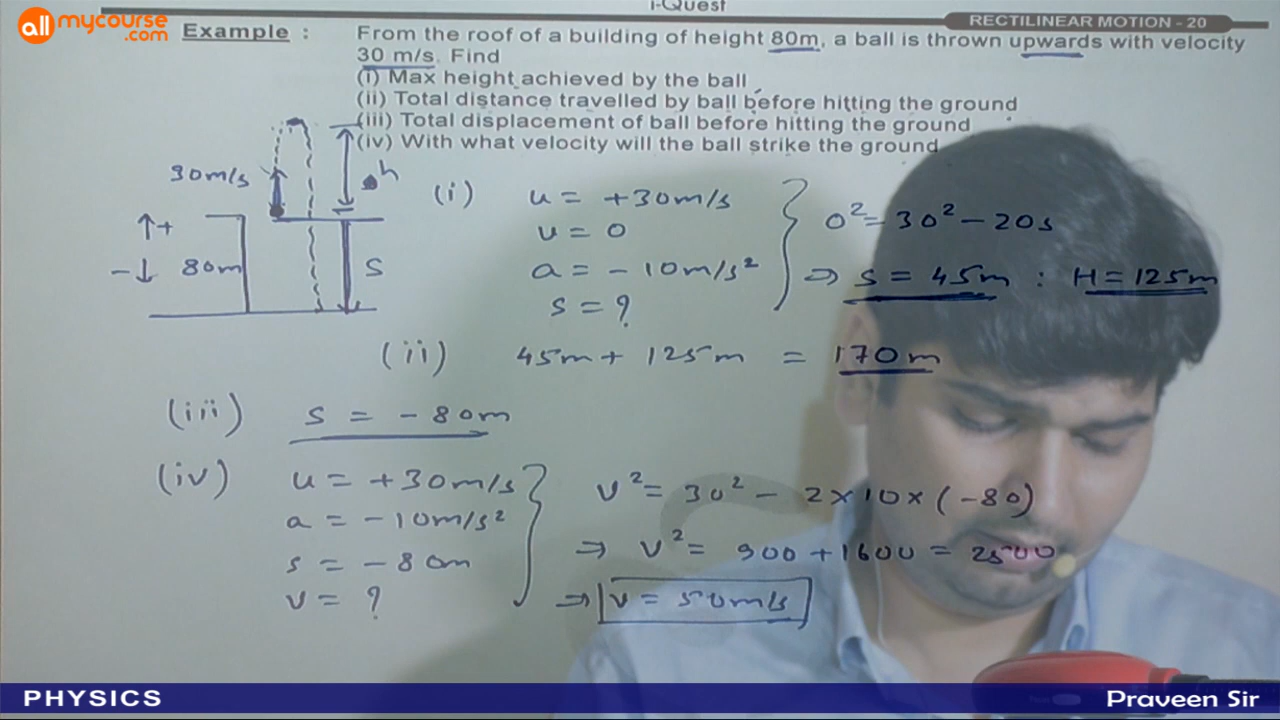 i-Quest
all mycourse .com
RECTILINEAR MOTION - 20
Example : From the roof of a building of height 80m, a ball is thrown upwards with velocity
30 m/s. Find
(i) Max height achieved by the ball
(ii) Total distance travelled by ball before hitting the ground
(iii) Total displacement of ball before hitting the ground
(iv) With what velocity will the ball strike the ground
30m/s
h
↑+
-↓
80m
S
(i) u = +30m/s
v = 0
a = -10m/s²
s = ?
0² = 30² - 20s
⇒ s = 45m : H = 125m
(ii) 45m + 125m = 170m
(iii) s = -80m
(iv) u = +30m/s
a = -10m/s²
s = -80m
v = ?
v² = 30² - 2×10×(-80)
⇒ v² = 900 + 1600 = 2500
⇒ v = 50m/s
PHYSICS
Praveen Sir